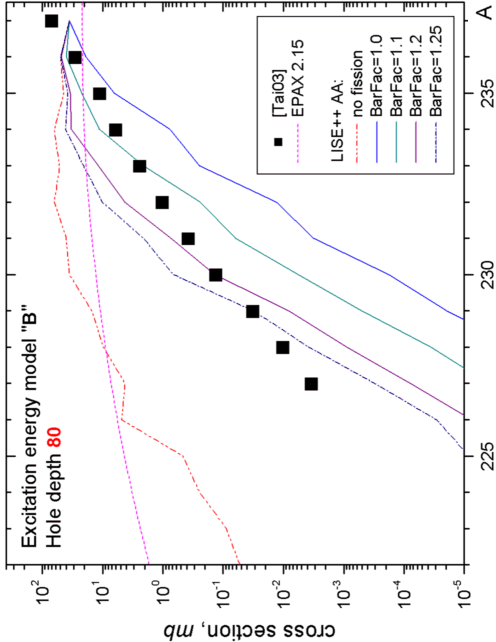 Excitation energy model "B"
Hole depth 80
[Tai03]
EPAX 2.15
LISE++ AA:
no fission
BarFac=1.0
BarFac=1.1
BarFac=1.2
BarFac=1.25
cross section, mb
10²
10¹
10⁰
10⁻¹
10⁻²
10⁻³
10⁻⁴
10⁻⁵
225
230
235
A